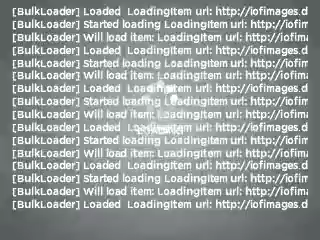 [BulkLoader] Loaded LoadingItem url: http://iofimages.d
[BulkLoader] Started loading LoadingItem url: http://iofim
[BulkLoader] Will load item: LoadingItem url: http://iofima
[BulkLoader] Loaded LoadingItem url: http://iofimages.d
[BulkLoader] Started loading LoadingItem url: http://iofim
[BulkLoader] Will load item: LoadingItem url: http://iofima
[BulkLoader] Loaded LoadingItem url: http://iofimages.d
[BulkLoader] Started loading LoadingItem url: http://iofim
[BulkLoader] Will load item: LoadingItem url: http://iofima
[BulkLoader] Loaded LoadingItem url: http://iofimages.d
[BulkLoader] Started loading LoadingItem url: http://iofim
[BulkLoader] Will load item: LoadingItem url: http://iofima
[BulkLoader] Loaded LoadingItem url: http://iofimages.d
[BulkLoader] Started loading LoadingItem url: http://iofim
[BulkLoader] Will load item: LoadingItem url: http://iofima
[BulkLoader] Loaded LoadingItem url: http://iofimages.d